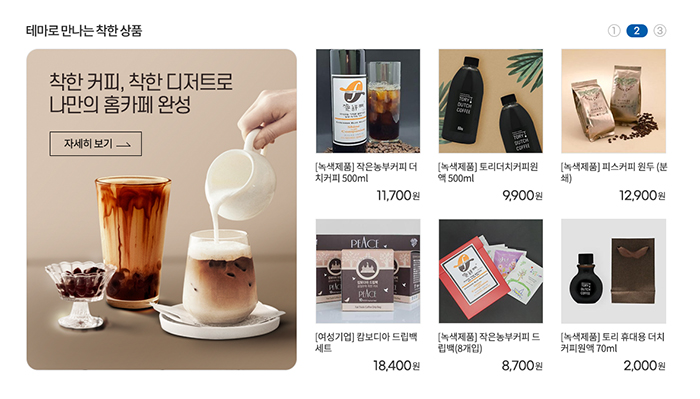 테마로 만나는 착한 상품
1 2 3
착한 커피, 착한 디저트로
나만의 홈카페 완성
자세히 보기
[녹색제품] 작은농부커피 더
치커피 500ml
11,700원
[녹색제품] 토리더치커피원
액 500ml
9,900원
[녹색제품] 피스커피 원두 (분
쇄)
12,900원
TORY
DUTCH
COFFEE
TORY
DUTCH
COFFEE
PEACE
[여성기업] 캄보디아 드립백
세트
18,400원
[녹색제품] 작은농부커피 드
립백(8개입)
8,700원
[녹색제품] 토리 휴대용 더치
커피원액 70ml
2,000원